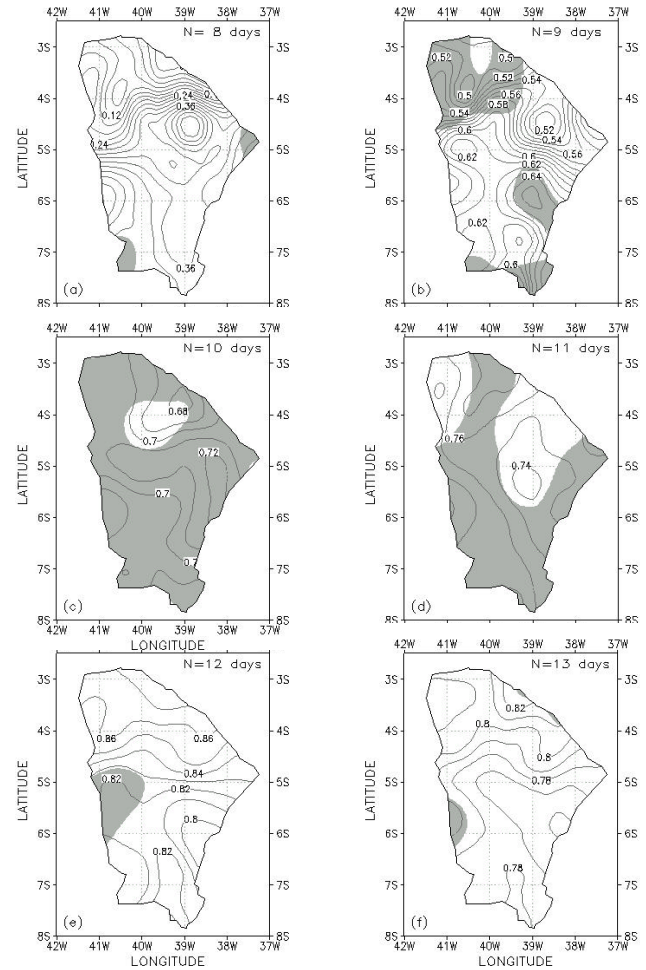 42W 41W 40W 39W 38W 37W
N= 8 days
3S
4S
5S
6S
7S
8S
LATITUDE
0.24
0.36
0.12
0.24
0.36
(a)
3S
4S
5S
6S
7S
8S
42W 41W 40W 39W 38W 37W
N=9 days
3S
4S
5S
6S
7S
8S
LATITUDE
0.52
0.5
0.52
0.54
0.5
0.56
0.58
0.54
0.6
0.52
0.54
0.62
0.6
0.56
0.62
0.64
0.62
0.6
(b)
3S
4S
5S
6S
7S
8S
42W 41W 40W 39W 38W 37W
N=10 days
3S
4S
5S
6S
7S
8S
LATITUDE
0.68
0.7
0.72
0.7
0.7
(c)
3S
4S
5S
6S
7S
8S
LONGITUDE
42W 41W 40W 39W 38W 37W
N=11 days
3S
4S
5S
6S
7S
8S
LATITUDE
0.76
0.74
(d)
3S
4S
5S
6S
7S
8S
42W 41W 40W 39W 38W 37W
N=12 days
3S
4S
5S
6S
7S
8S
LATITUDE
0.86
0.86
0.84
0.82
0.82
0.8
0.82
(e)
3S
4S
5S
6S
7S
8S
42W 41W 40W 39W 38W 37W
LONGITUDE
42W 41W 40W 39W 38W 37W
N=13 days
3S
4S
5S
6S
7S
8S
LATITUDE
0.82
0.8
0.8
0.78
0.78
(f)
3S
4S
5S
6S
7S
8S
42W 41W 40W 39W 38W 37W
LONGITUDE